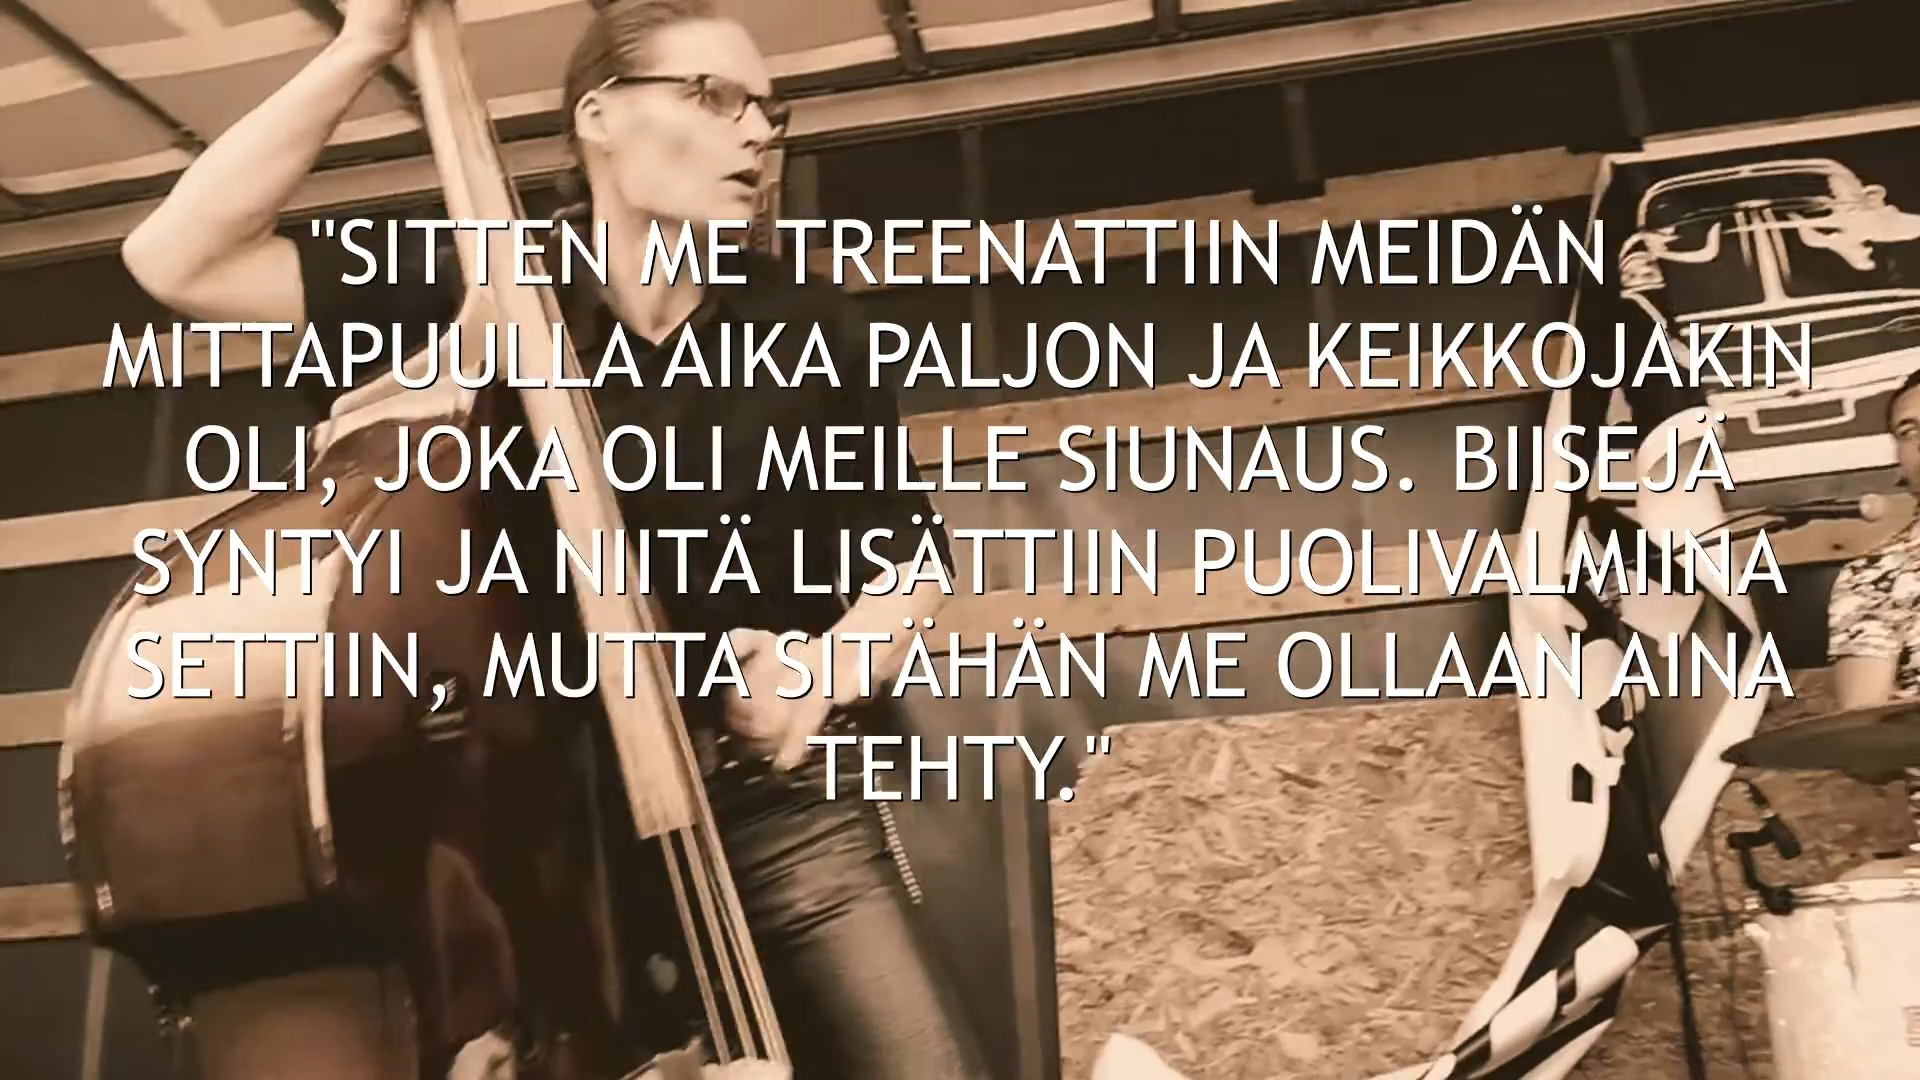 "SITTEN ME TREENATTIIN MEIDÄN
MITTAPUULLA AIKA PALJON JA KEIKKOJAKIN
OLI, JOKA OLI MEILLE SIUNAUS. BIISEJÄ
SYNTYI JA NIITÄ LISÄTTIIN PUOLIVALMIINA
SETTIIN, MUTTA SITÄHÄN ME OLLAAN AINA
TEHTY."